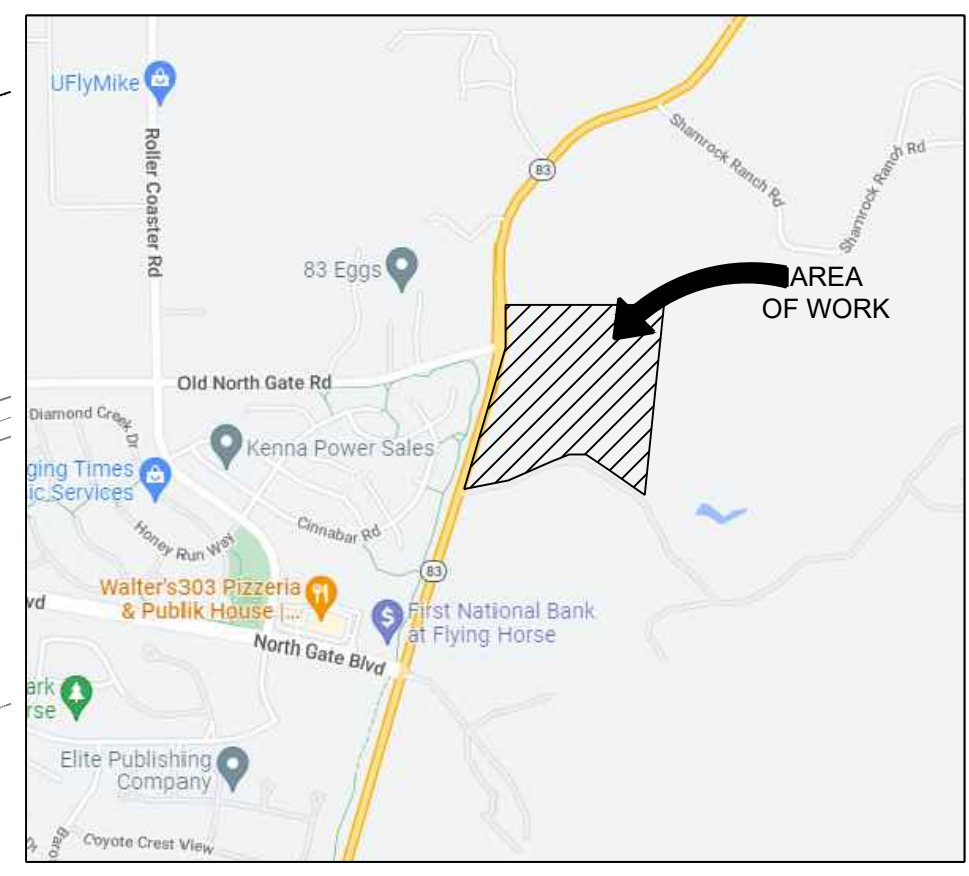 UFlyMike
Roller Coaster Rd
83
Shamrock Ranch Rd
Shamrock Ranch Rd
83 Eggs
AREA
OF WORK
Old North Gate Rd
Diamond Creek Dr
Kenna Power Sales
ging Times
ic Services
Cinnabar Rd
Honey Run Way
83
Walter's303 Pizzeria
& Publik House |...
vd
First National Bank
at Flying Horse
North Gate Blvd
ark
rse
Elite Publishing
Company
Coyote Crest View
Baro